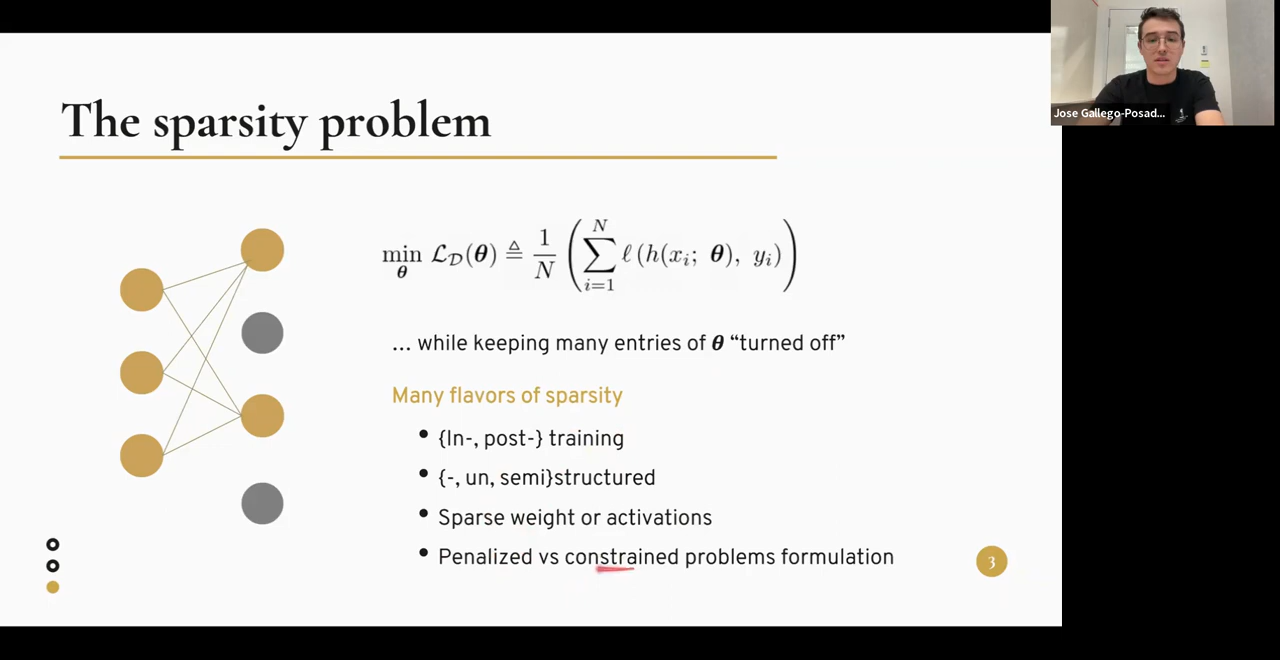 The sparsity problem
Jose Gallego-Posad...
min_θ L_D(θ) ≜ 1/N ( ∑_{i=1}^{N} ℓ (h(x_i; θ), y_i) )
... while keeping many entries of θ “turned off”
Many flavors of sparsity
• {In-, post-} training
• {-, un, semi}structured
• Sparse weight or activations
• Penalized vs constrained problems formulation
3